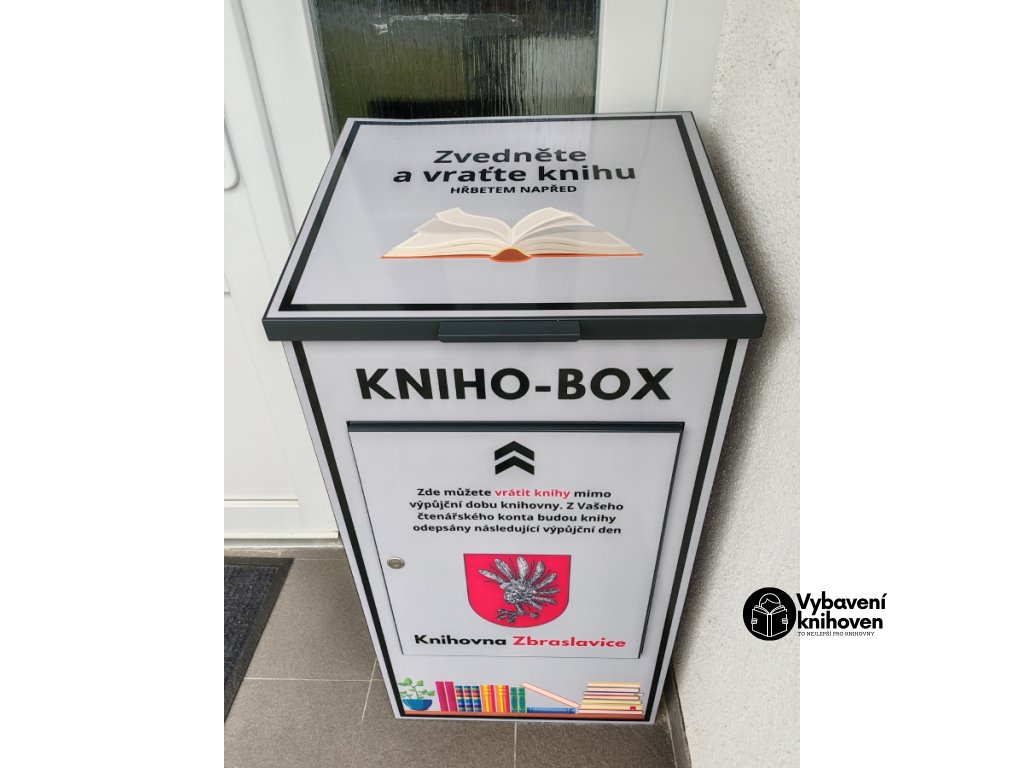 Zvedněte
a vraťte knihu
HŘBETEM NAPŘED
KNIHO-BOX
Zde můžete vrátit knihy mimo
výpůjční dobu knihovny. Z Vašeho
čtenářského konta budou knihy
odepsány následující výpůjční den
Knihovna Zbraslavice
Vybavení
knihoven
TO NEJLEPŠÍ PRO KNIHOVNY